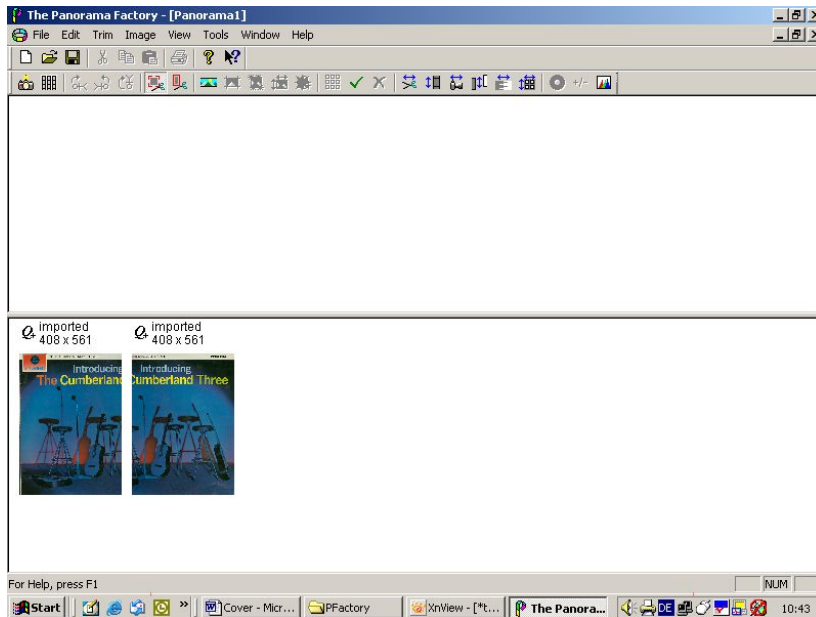 The Panorama Factory - [Panorama1]
File Edit Trim Image View Tools Window Help
imported
408 x 561
imported
408 x 561
Introducing
The Cumberland
Introducing
Cumberland Three
For Help, press F1
NUM
Start
Cover - Micr...
PFactory
XnView - [*t...
The Panora...
DE
10:43